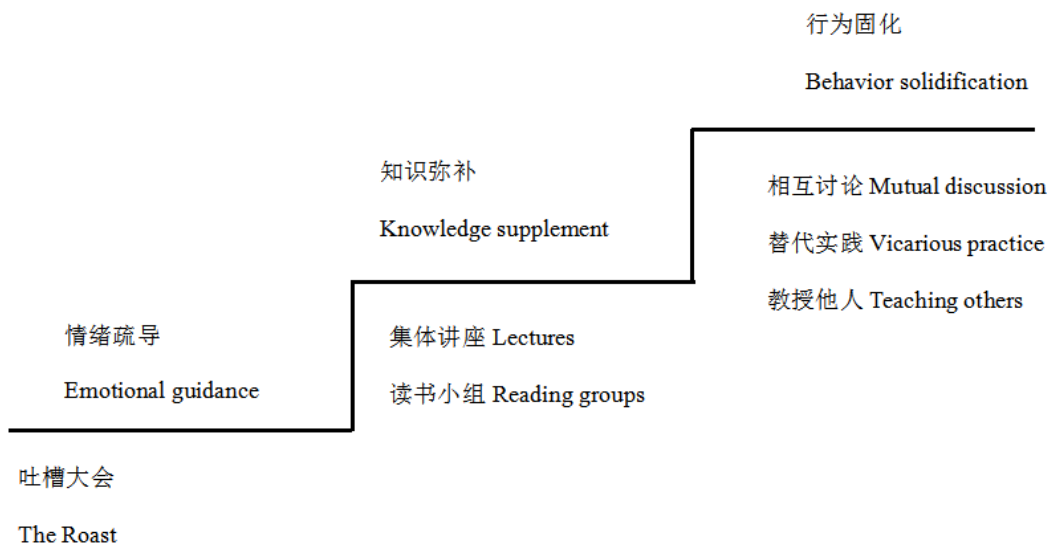 行为固化
Behavior solidification
知识弥补
Knowledge supplement
相互讨论 Mutual discussion
替代实践 Vicarious practice
教授他人 Teaching others
情绪疏导
Emotional guidance
集体讲座 Lectures
读书小组 Reading groups
吐槽大会
The Roast